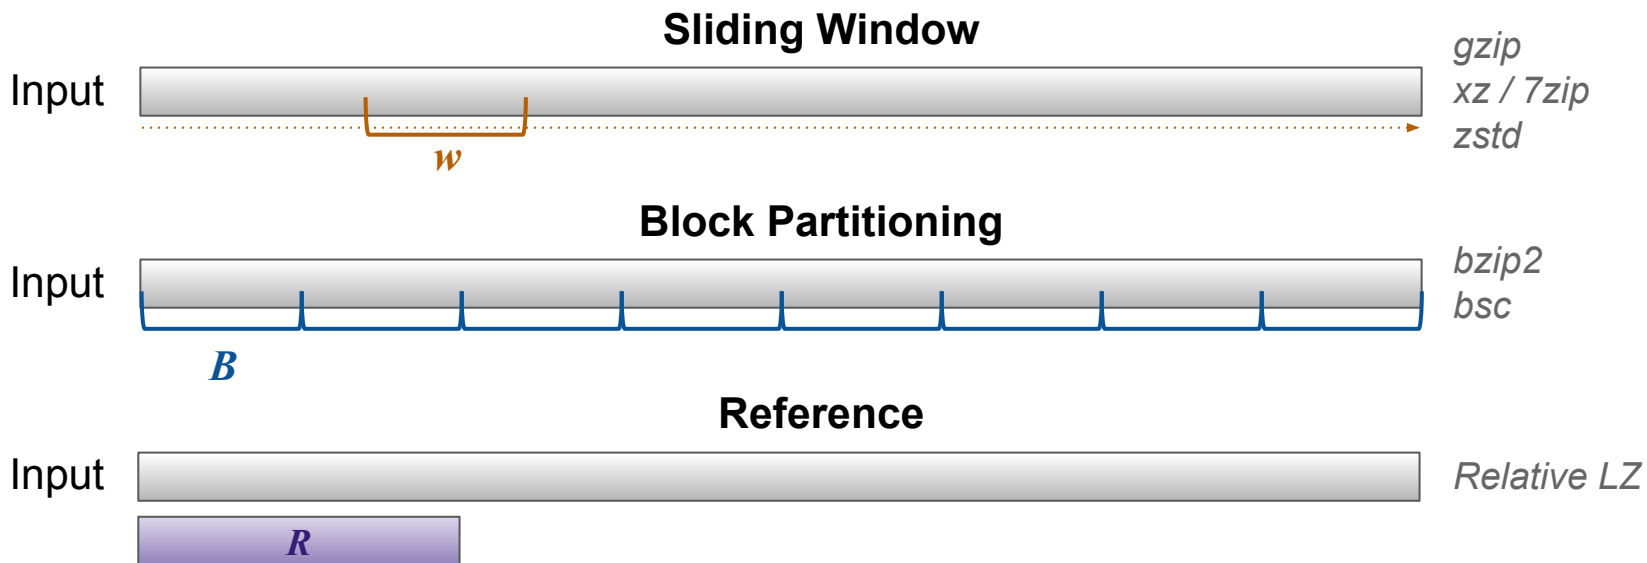 Sliding Window
Input
gzip
xz / 7zip
zstd
w
Block Partitioning
Input
bzip2
bsc
B
Reference
Input
Relative LZ
R